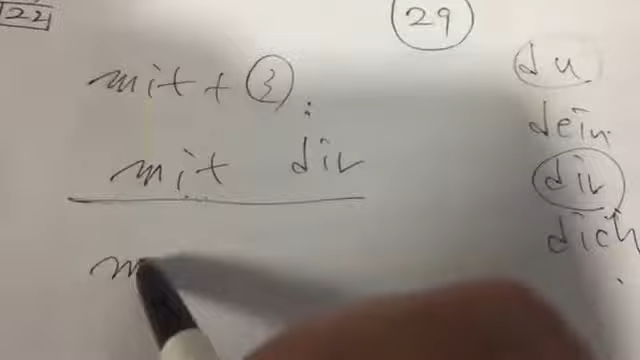 22
29
mit + 3 :
mit dir
m
du
dein
dir
dich